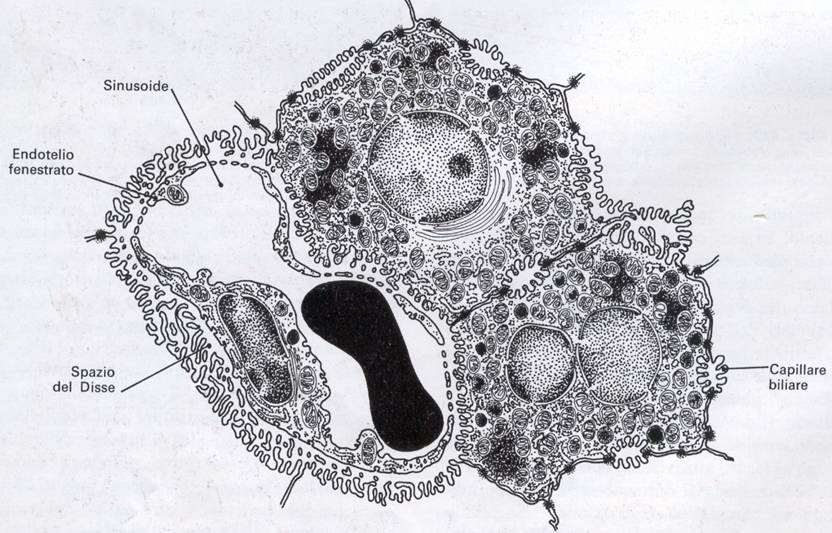 Sinusoide
Endotelio
fenestrato
Spazio
del Disse
Capillare
biliare